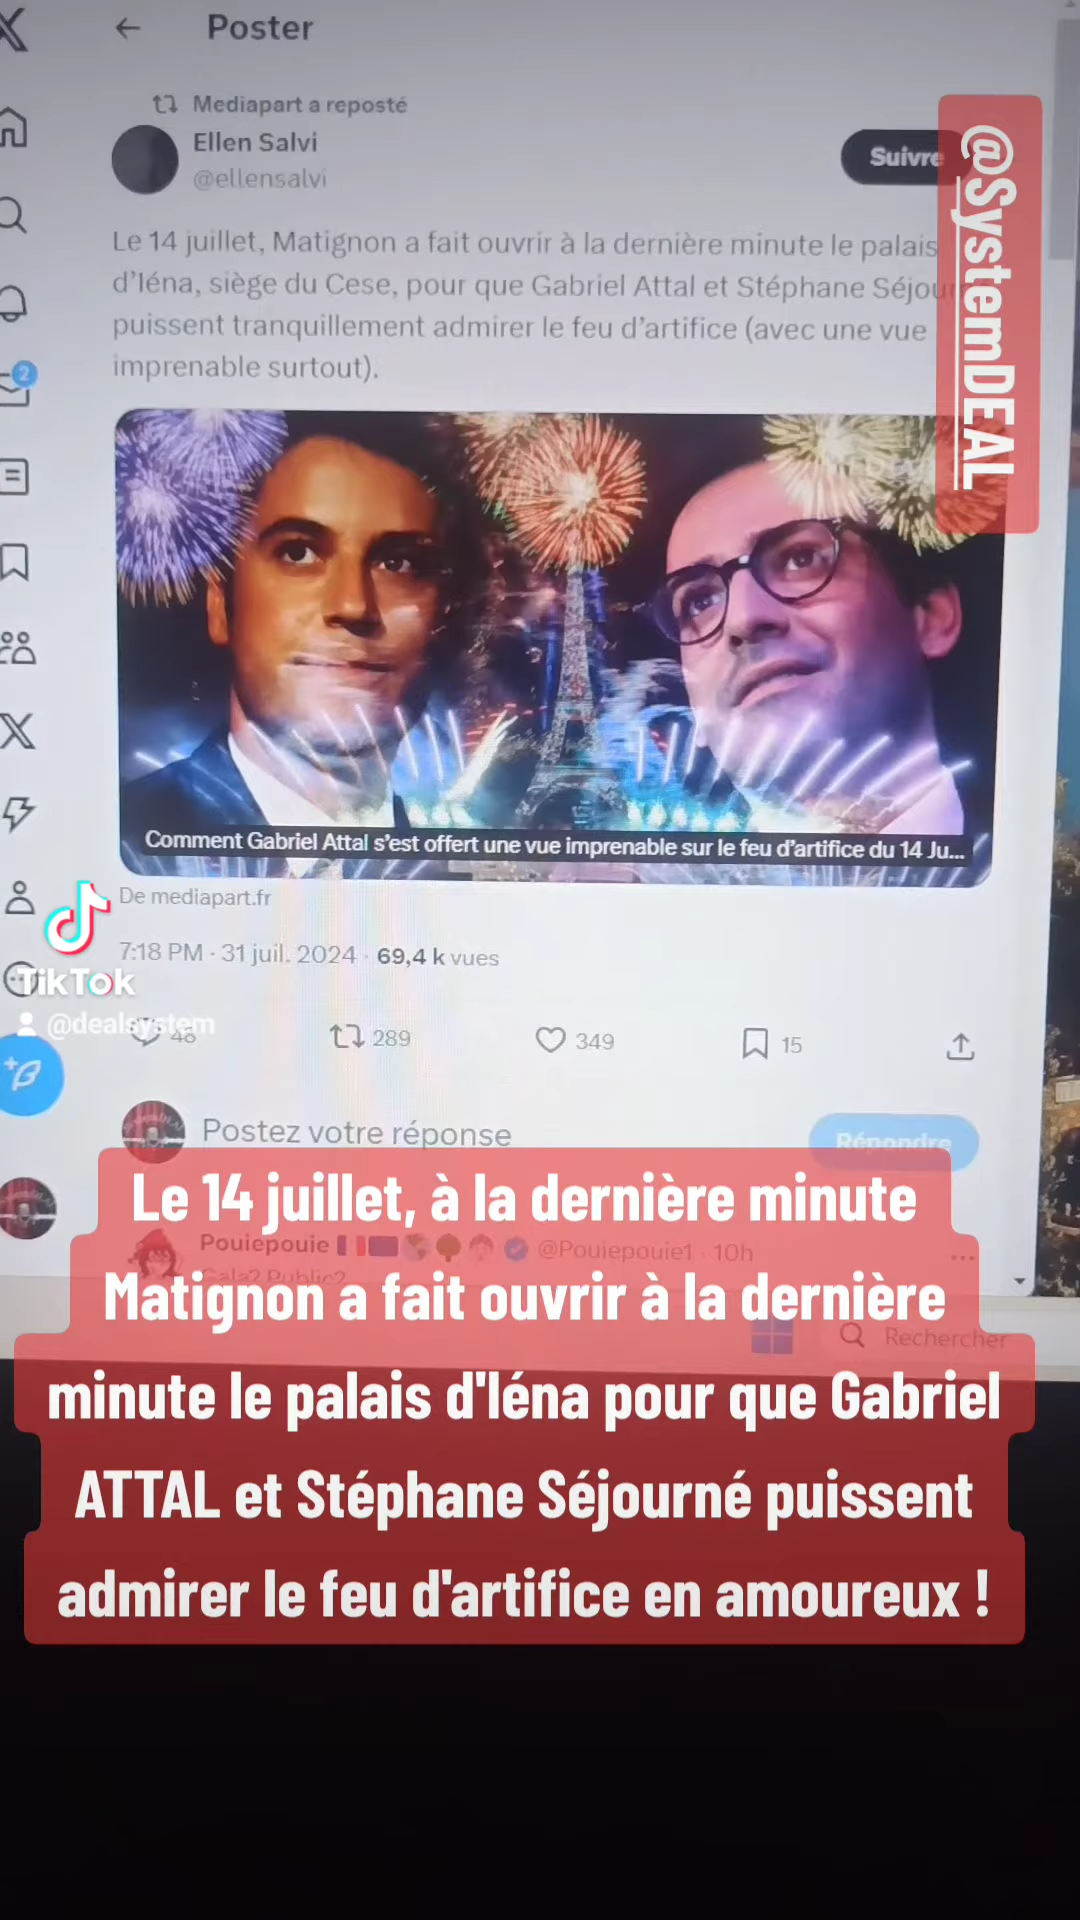 Poster
Mediapart a reposté
Ellen Salvi
@ellensalvi
Suivre
@SystemDEAL
Le 14 juillet, Matignon a fait ouvrir à la dernière minute le palais
d'Iéna, siège du Cese, pour que Gabriel Attal et Stéphane
puissent tranquillement admirer le feu d'artifice (avec une vue
imprenable surtout).
2
Comment Gabriel Attal s'est offert une vue imprenable sur le feu d'artifice du 14 Ju...
De mediapart.fr
7:18 PM · 31 juil. 2024 · 69,4 k vues
TikTok
@dealsystem
289
349
15
Postez votre réponse
Répondre
Le 14 juillet, à la dernière minute
Pouiepouie @Pouiepouie1 · 10h
Matignon a fait ouvrir à la dernière
Rechercher
minute le palais d'Iéna pour que Gabriel
ATTAL et Stéphane Séjourné puissent
admirer le feu d'artifice en amoureux !